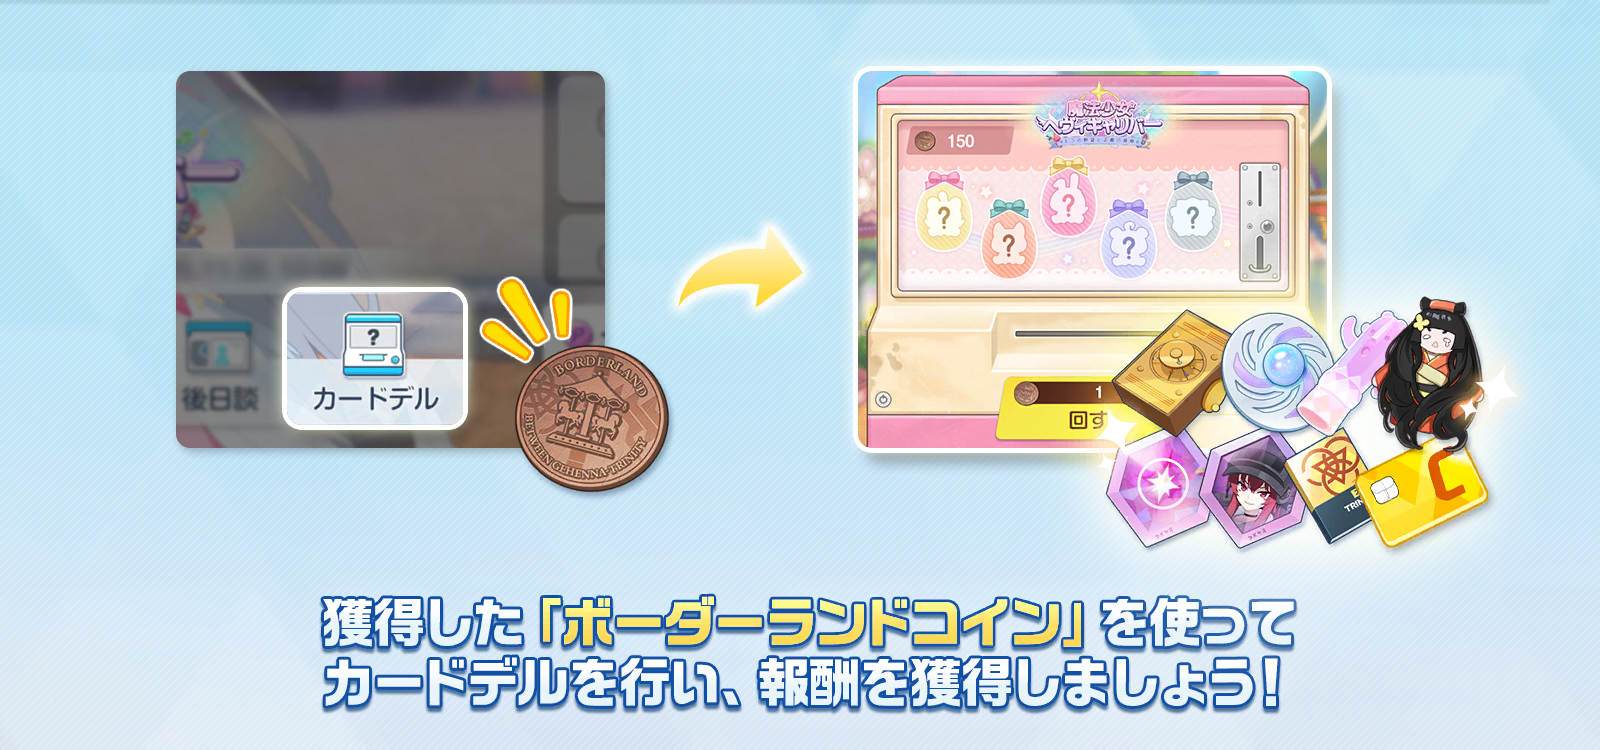 後日談
?
カードデル
BORDERLAND
BETWEEN GEHENNA-TRINITY
魔法少女
ヘヴィキャリバー
150
?
?
?
?
?
1
回す
獲得した「ボーダーランドコイン」を使って
カードデルを行い、報酬を獲得しましょう!